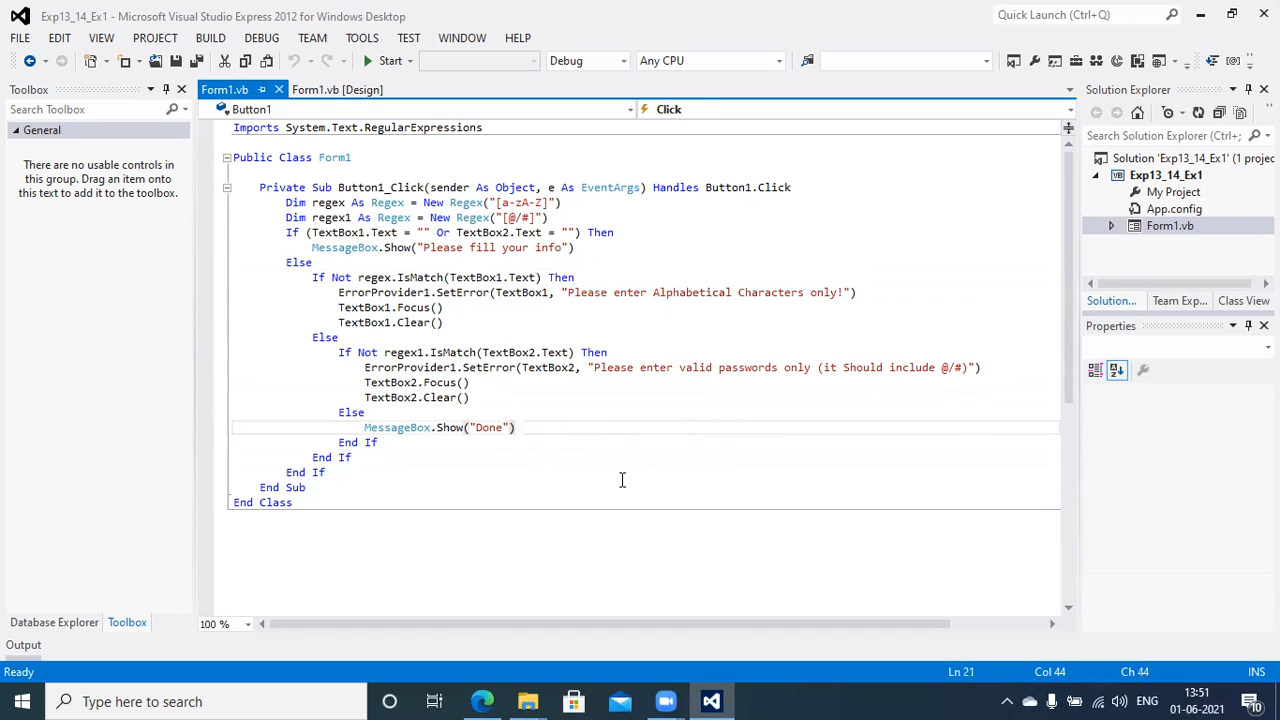 Exp13_14_Ex1 - Microsoft Visual Studio Express 2012 for Windows Desktop
Quick Launch (Ctrl+Q)
FILE EDIT VIEW PROJECT BUILD DEBUG TEAM TOOLS TEST WINDOW HELP
Start Debug Any CPU
Toolbox
Search Toolbox
General
There are no usable controls in
this group. Drag an item onto
this text to add it to the toolbox.
Database Explorer Toolbox
Form1.vb Form1.vb [Design]
Button1 Click
Imports System.Text.RegularExpressions
Public Class Form1
Private Sub Button1_Click(sender As Object, e As EventArgs) Handles Button1.Click
Dim regex As Regex = New Regex("[a-zA-Z]")
Dim regex1 As Regex = New Regex("[@/#]")
If (TextBox1.Text = "" Or TextBox2.Text = "") Then
MessageBox.Show("Please fill your info")
Else
If Not regex.IsMatch(TextBox1.Text) Then
ErrorProvider1.SetError(TextBox1, "Please enter Alphabetical Characters only!")
TextBox1.Focus()
TextBox1.Clear()
Else
If Not regex1.IsMatch(TextBox2.Text) Then
ErrorProvider1.SetError(TextBox2, "Please enter valid passwords only (it Should include @/#)")
TextBox2.Focus()
TextBox2.Clear()
Else
MessageBox.Show("Done")
End If
End If
End If
End Sub
End Class
100 %
Solution Explorer
Search Solution Explorer (Ctrl+;
Solution 'Exp13_14_Ex1' (1 projec
Exp13_14_Ex1
My Project
App.config
Form1.vb
Solution... Team Exp... Class View
Properties
Output
Ready Ln 21 Col 44 Ch 44 INS
Type here to search
ENG
13:51
01-06-2021
10